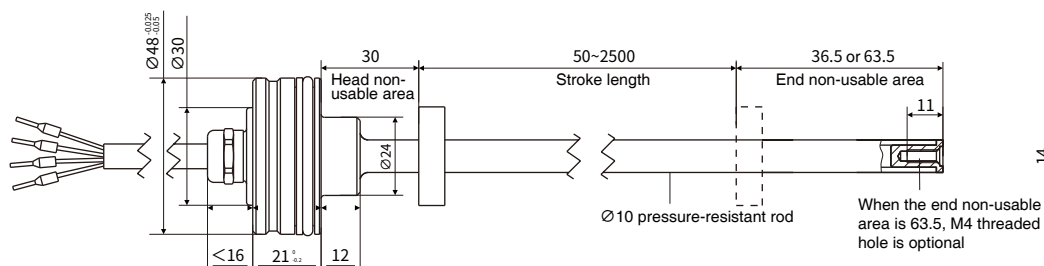 Ø48 -0.025 -0.05
Ø30
30
Head non-
usable area
50~2500
Stroke length
36.5 or 63.5
End non-usable area
11
Ø24
14
Ø10 pressure-resistant rod
When the end non-usable
area is 63.5, M4 threaded
hole is optional
<16
21 0 -0.2
12